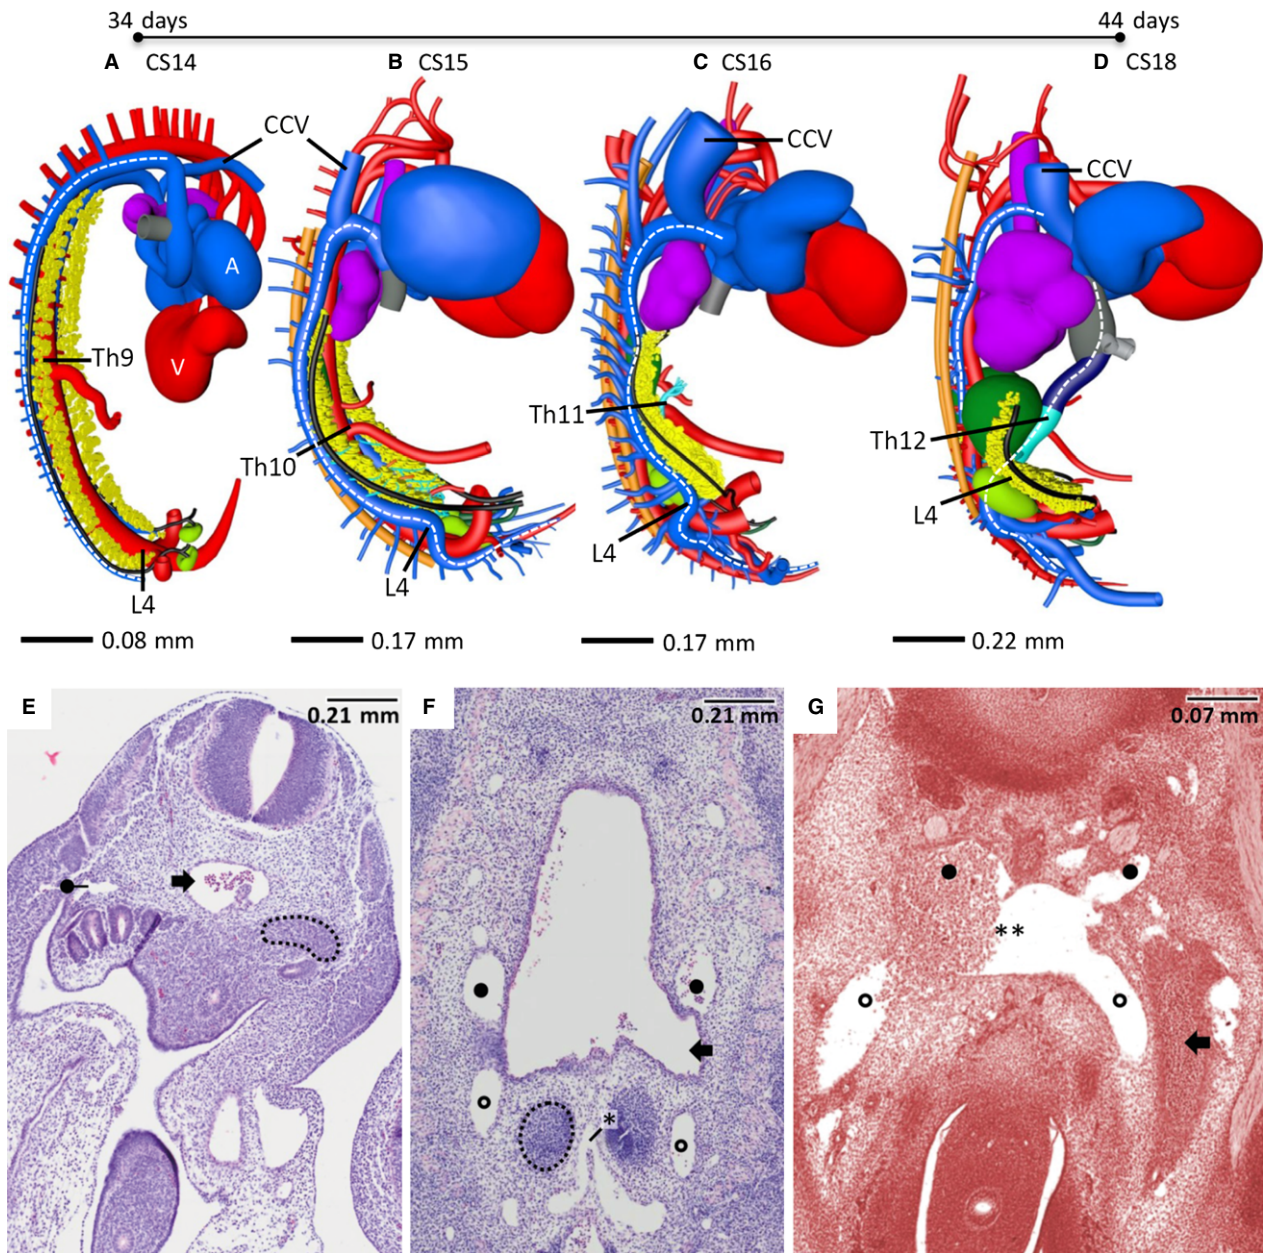 34 days
44 days
A CS14
B CS15
C CS16
D CS18
CCV
CCV
CCV
A
V
Th9
Th10
Th11
Th12
L4
L4
L4
L4
0.08 mm
0.17 mm
0.17 mm
0.22 mm
E
0.21 mm
F
0.21 mm
*
G
0.07 mm
**